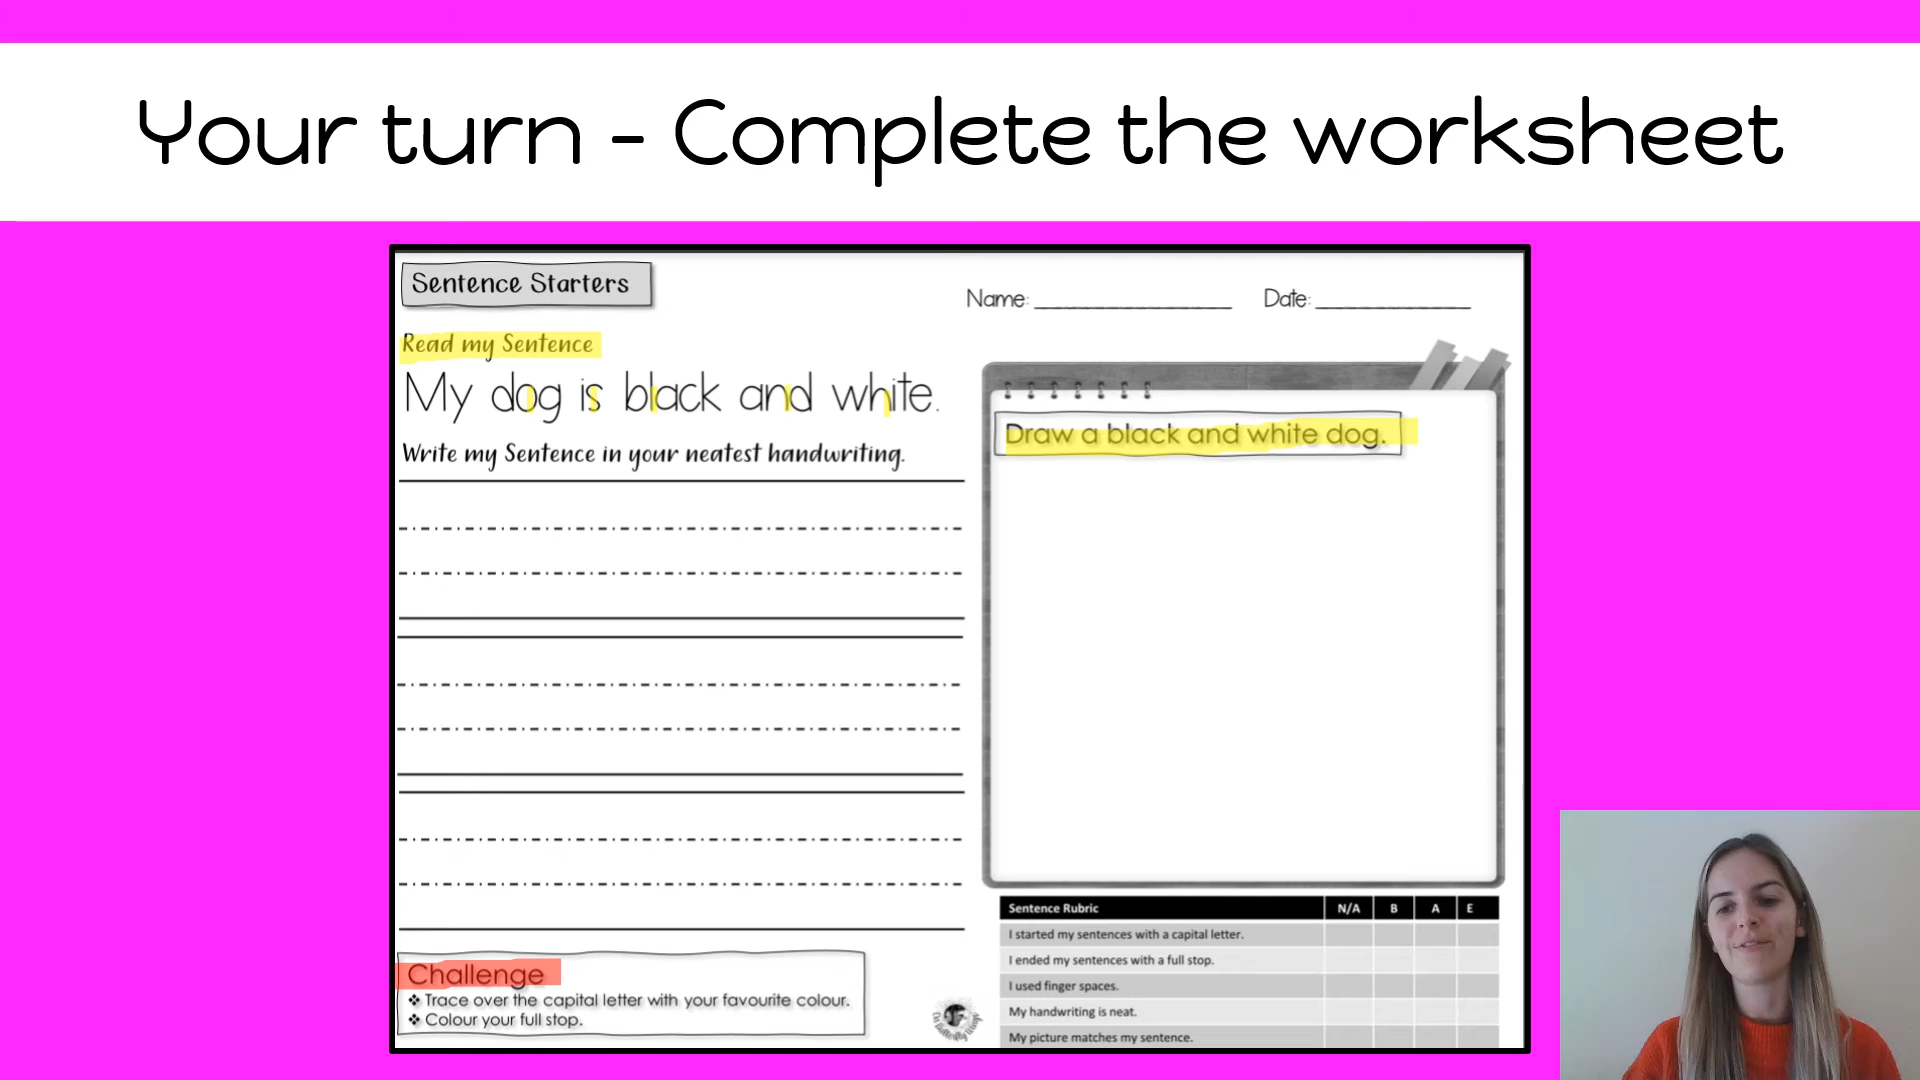 Your turn - Complete the worksheet
Sentence Starters
Name: Date:
Read my Sentence
My dog is black and white.
Write my Sentence in your neatest handwriting.
Draw a black and white dog.
Challenge
❖ Trace over the capital letter with your favourite colour.
❖ Colour your full stop.
Sentence Rubric N/A B A E
I started my sentences with a capital letter.
I ended my sentences with a full stop.
I used finger spaces.
My handwriting is neat.
My picture matches my sentence.